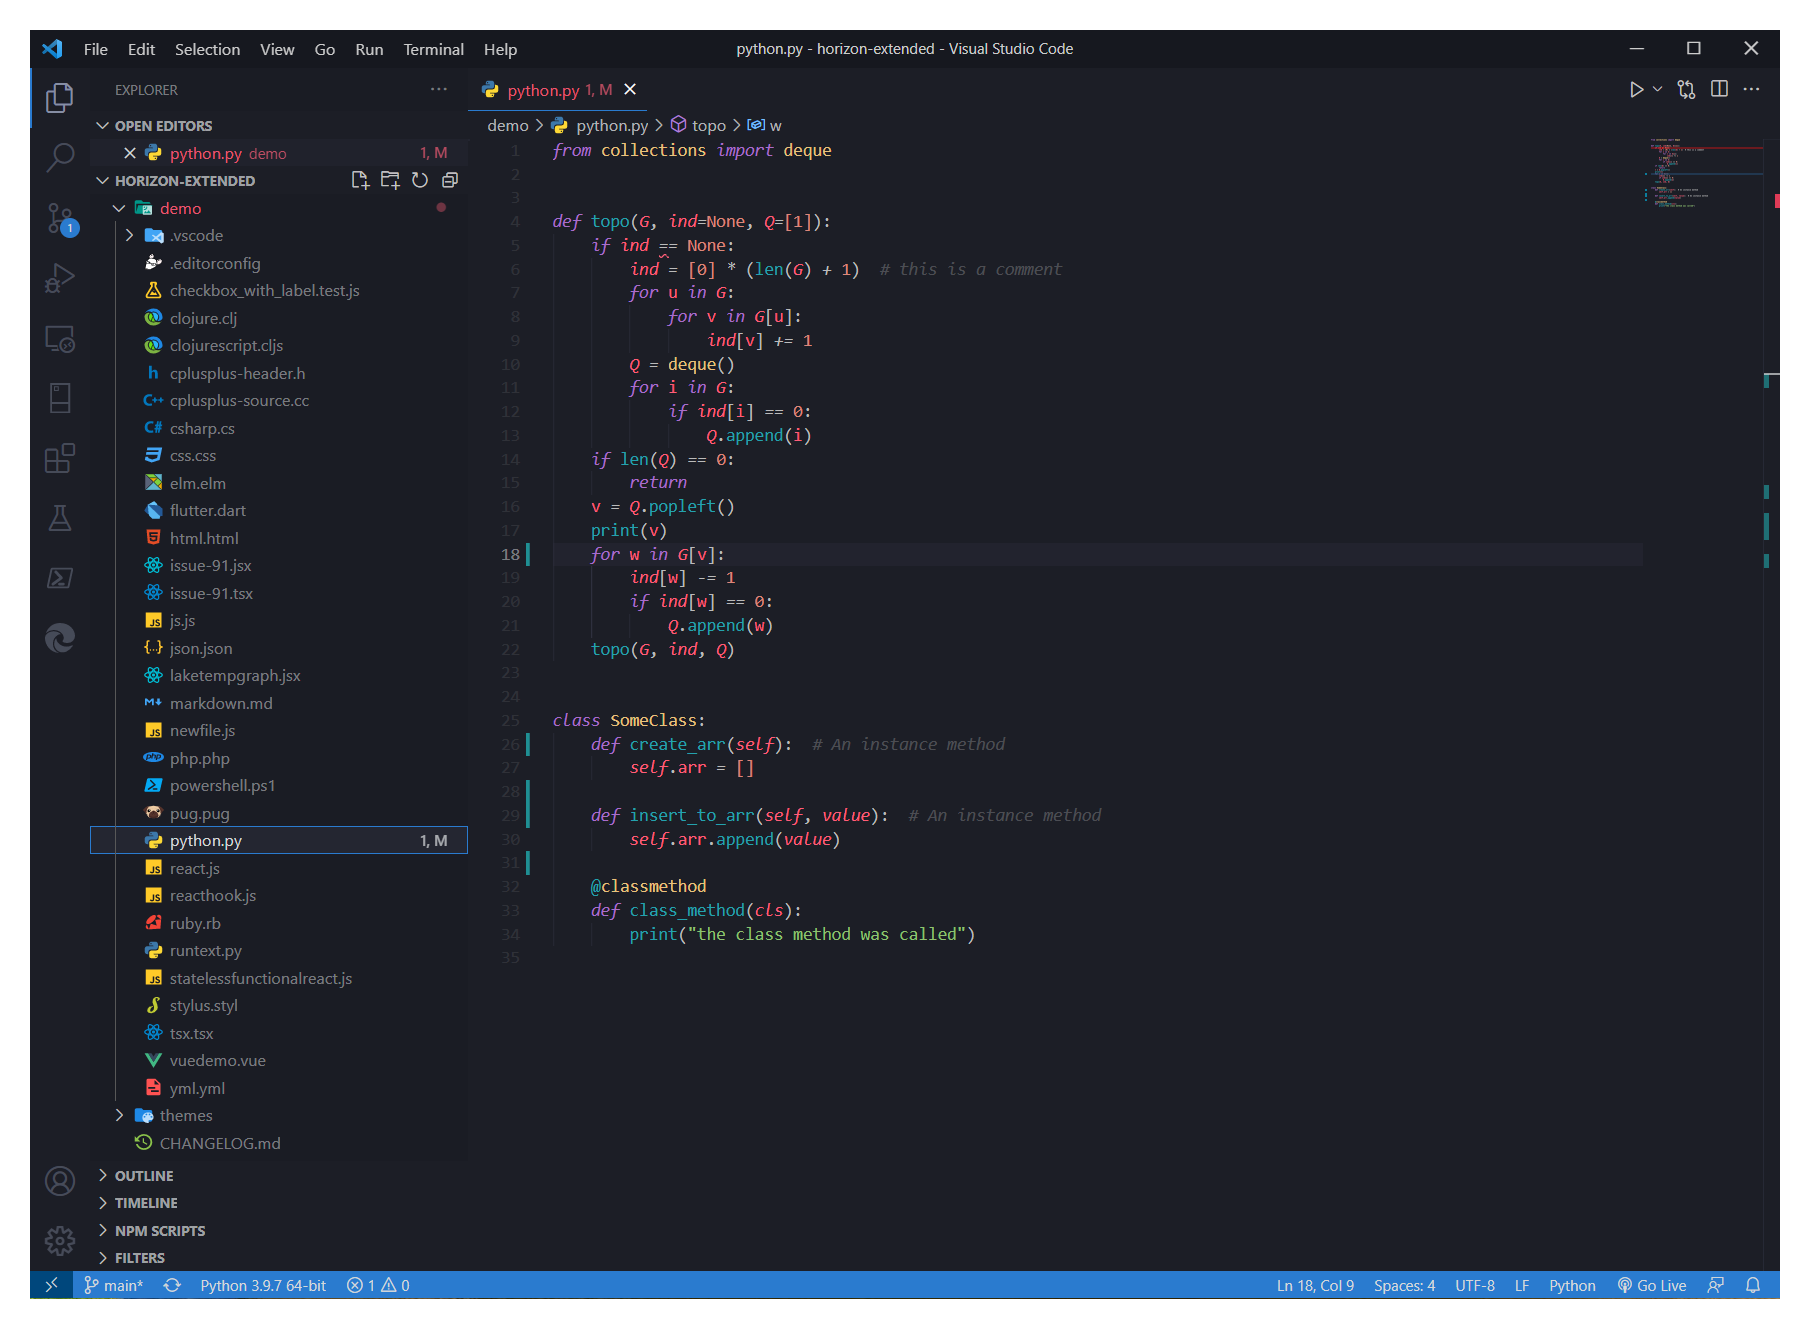 File Edit Selection View Go Run Terminal Help
python.py - horizon-extended - Visual Studio Code
EXPLORER
OPEN EDITORS
python.py demo 1, M
HORIZON-EXTENDED
demo
.vscode
.editorconfig
checkbox_with_label.test.js
clojure.clj
clojurescript.cljs
h cplusplus-header.h
C++ cplusplus-source.cc
C# csharp.cs
css.css
elm.elm
flutter.dart
html.html
issue-91.jsx
issue-91.tsx
JS js.js
{..} json.json
laketempgraph.jsx
M markdown.md
JS newfile.js
php php.php
powershell.ps1
pug.pug
python.py 1, M
JS react.js
JS reacthook.js
ruby.rb
runtext.py
JS statelessfunctionalreact.js
stylus.styl
tsx.tsx
vuedemo.vue
yml.yml
themes
CHANGELOG.md
OUTLINE
TIMELINE
NPM SCRIPTS
FILTERS
1
python.py 1, M
demo > python.py > topo > w
1 from collections import deque
2
3
4 def topo(G, ind=None, Q=[1]):
5 if ind == None:
6 ind = [0] * (len(G) + 1)  # this is a comment
7 for u in G:
8 for v in G[u]:
9 ind[v] += 1
10 Q = deque()
11 for i in G:
12 if ind[i] == 0:
13 Q.append(i)
14 if len(Q) == 0:
15 return
16 v = Q.popleft()
17 print(v)
18 for w in G[v]:
19 ind[w] -= 1
20 if ind[w] == 0:
21 Q.append(w)
22 topo(G, ind, Q)
23
24
25 class SomeClass:
26 def create_arr(self):  # An instance method
27 self.arr = []
28
29 def insert_to_arr(self, value):  # An instance method
30 self.arr.append(value)
31
32 @classmethod
33 def class_method(cls):
34 print("the class method was called")
35
main* Python 3.9.7 64-bit 1 0 Ln 18, Col 9 Spaces: 4 UTF-8 LF Python Go Live